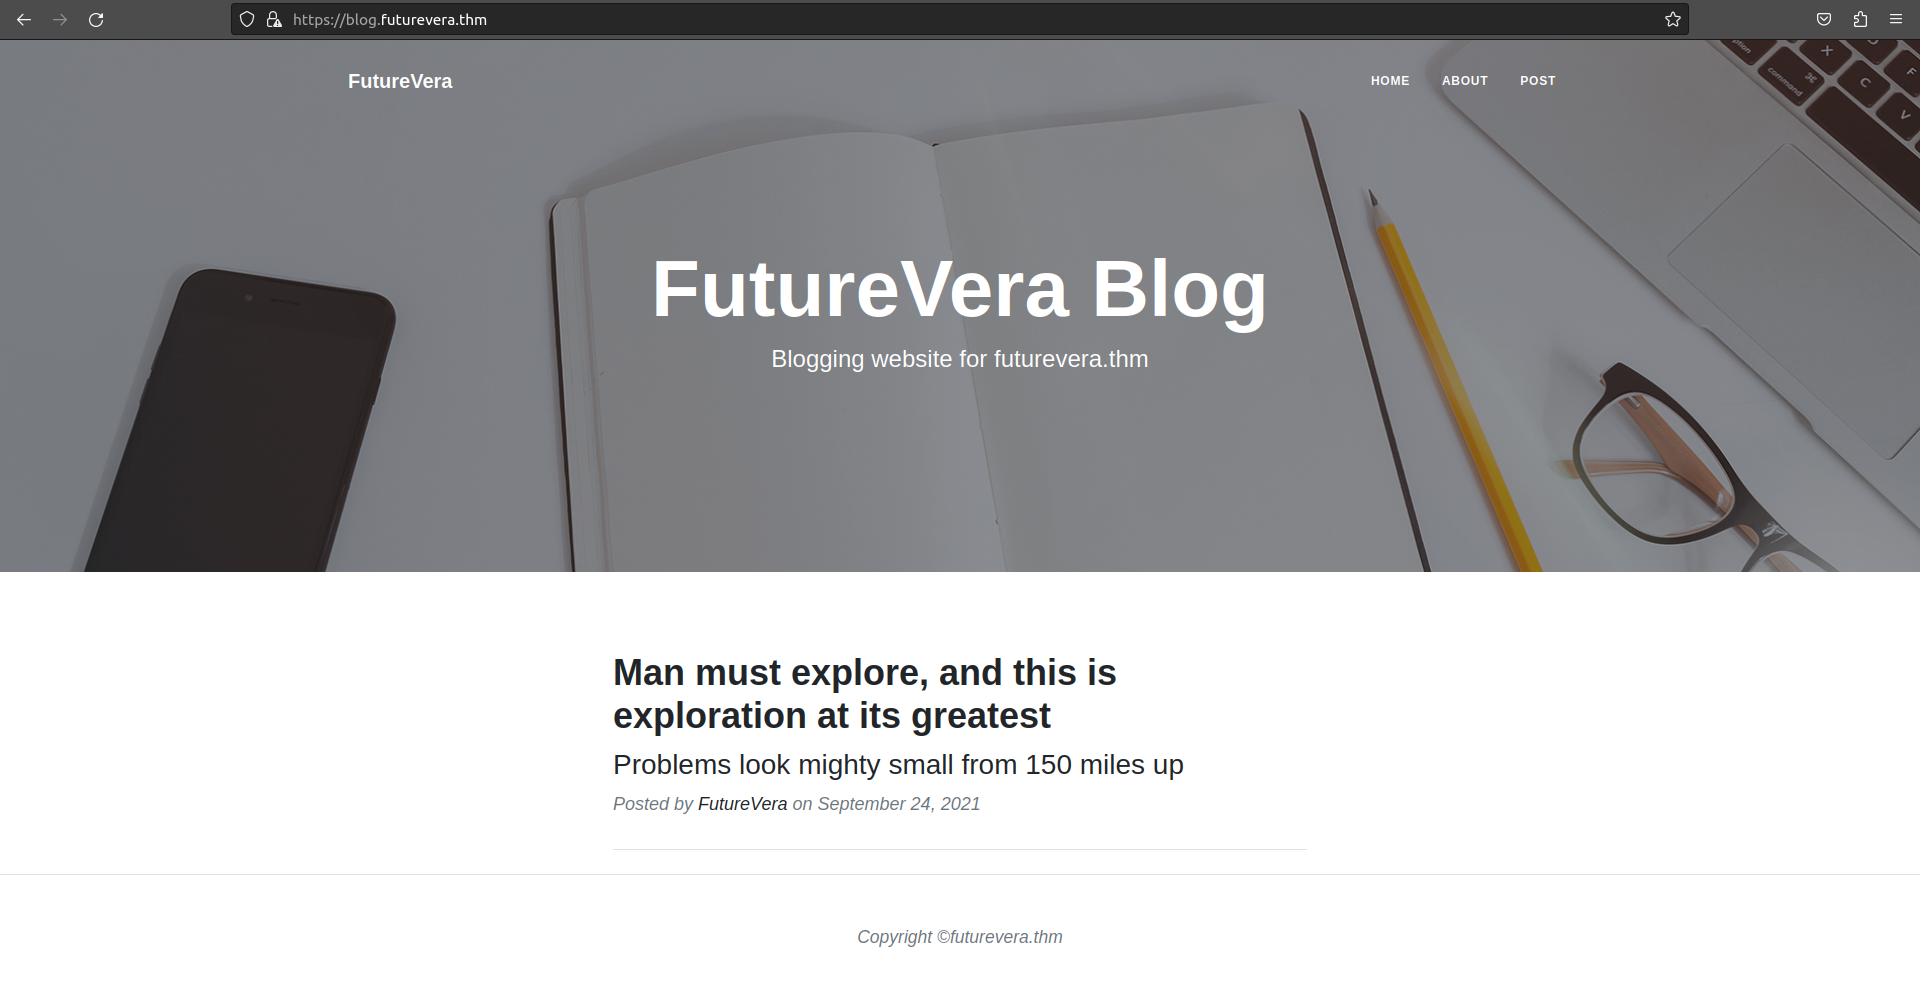 https://blog.futurevera.thm
FutureVera
HOME ABOUT POST
option
command
⌘
X
C
V
D
F
FutureVera Blog
Blogging website for futurevera.thm
Man must explore, and this is
exploration at its greatest
Problems look mighty small from 150 miles up
Posted by FutureVera on September 24, 2021
Copyright ©futurevera.thm